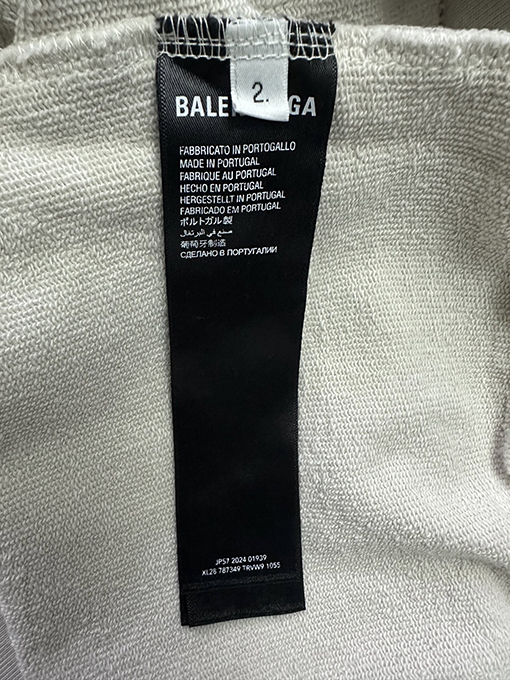 2.
BALEN GA
FABBRICATO IN PORTOGALLO
MADE IN PORTUGAL
FABRIQUE AU PORTUGAL
HECHO EN PORTUGAL
HERGESTELLT IN PORTUGAL
FABRICADO EM PORTUGAL
ポルトガル製
صنع في البرتغال
葡萄牙制造
СДЕЛАНО В ПОРТУГАЛИИ
JP57 2024 01939
XL28 787349 TRVW9 1055